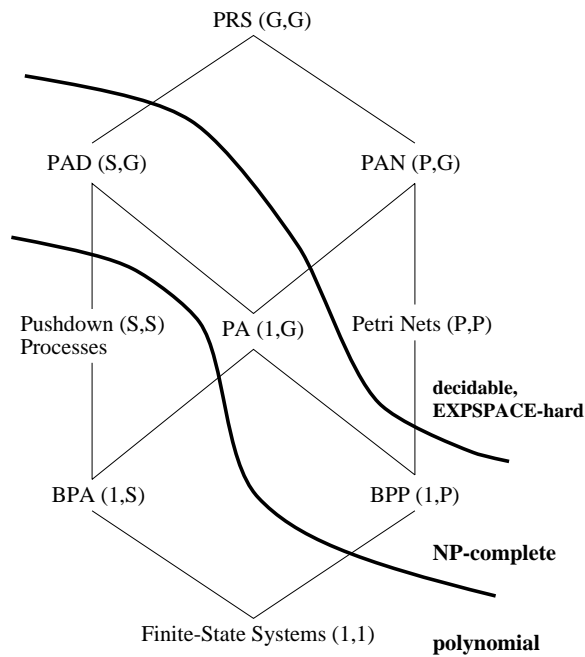 PRS (G,G)
PAD (S,G)
PAN (P,G)
Pushdown (S,S)
Processes
PA (1,G)
Petri Nets (P,P)
decidable,
EXPSPACE-hard
BPA (1,S)
BPP (1,P)
NP-complete
Finite-State Systems (1,1)
polynomial